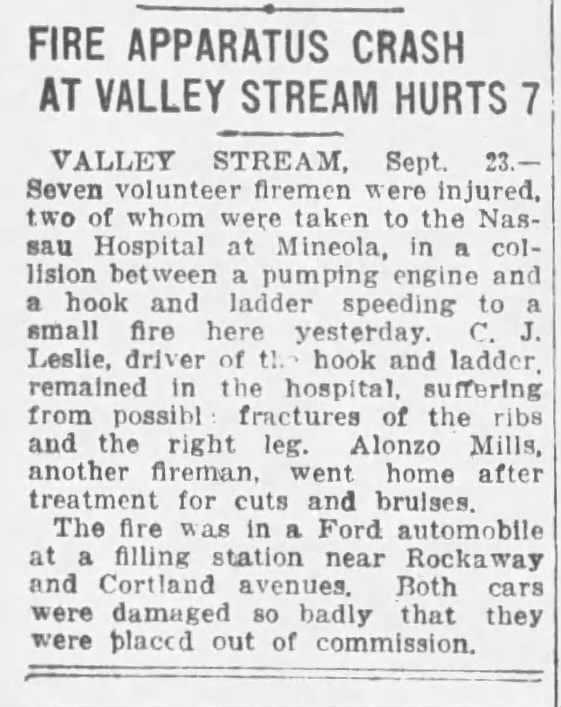 FIRE APPARATUS CRASH
AT VALLEY STREAM HURTS 7
VALLEY STREAM, Sept. 23.—
Seven volunteer firemen were injured,
two of whom were taken to the Nas-
sau Hospital at Mineola, in a col-
lision between a pumping engine and
a hook and ladder speeding to a
small fire here yesterday. C. J.
Leslie, driver of the hook and ladder,
remained in the hospital, suffering
from possible fractures of the ribs
and the right leg. Alonzo Mills,
another fireman, went home after
treatment for cuts and bruises.
The fire was in a Ford automobile
at a filling station near Rockaway
and Cortland avenues. Both cars
were damaged so badly that they
were placed out of commission.